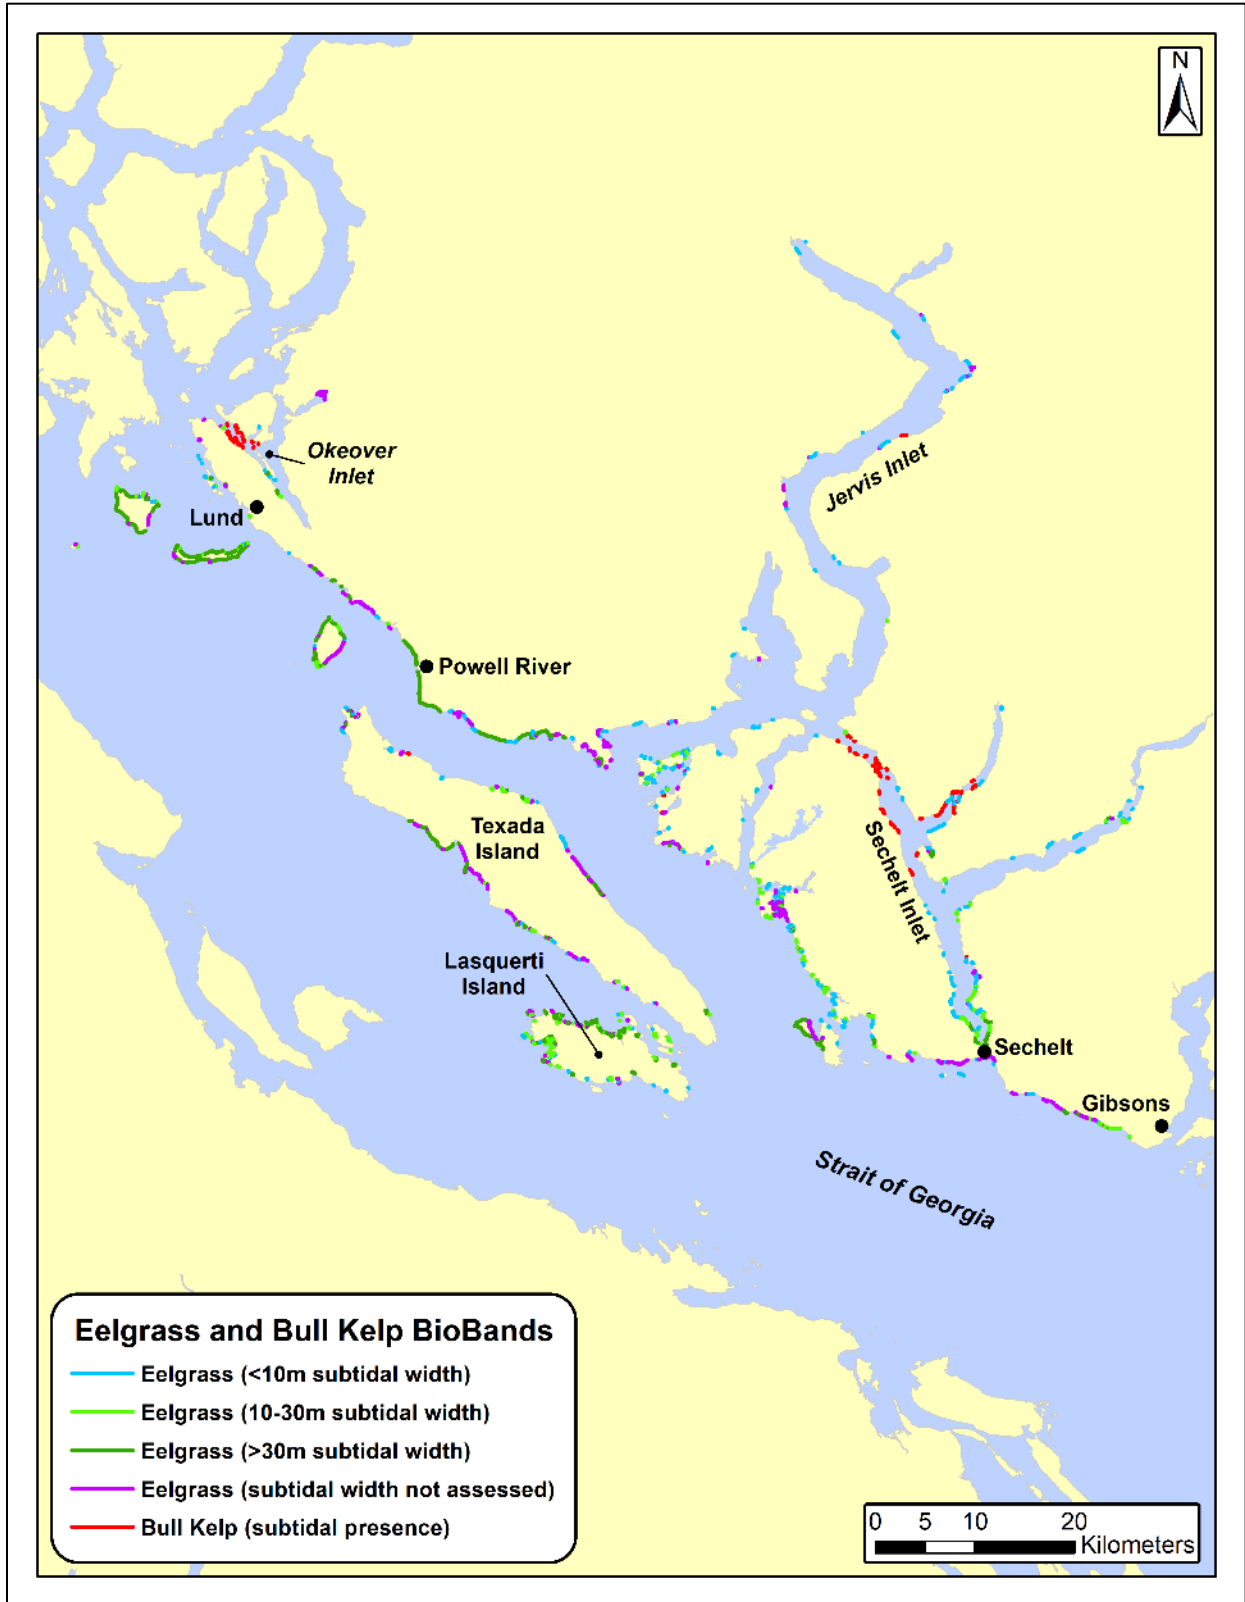 N
Okeover
Inlet
Lund
Jervis Inlet
Powell River
Texada
Island
Sechelt Inlet
Lasquerti
Island
Sechelt
Gibsons
Strait of Georgia
Eelgrass and Bull Kelp BioBands
Eelgrass (<10m subtidal width)
Eelgrass (10-30m subtidal width)
Eelgrass (>30m subtidal width)
Eelgrass (subtidal width not assessed)
Bull Kelp (subtidal presence)
0 5 10 20
Kilometers